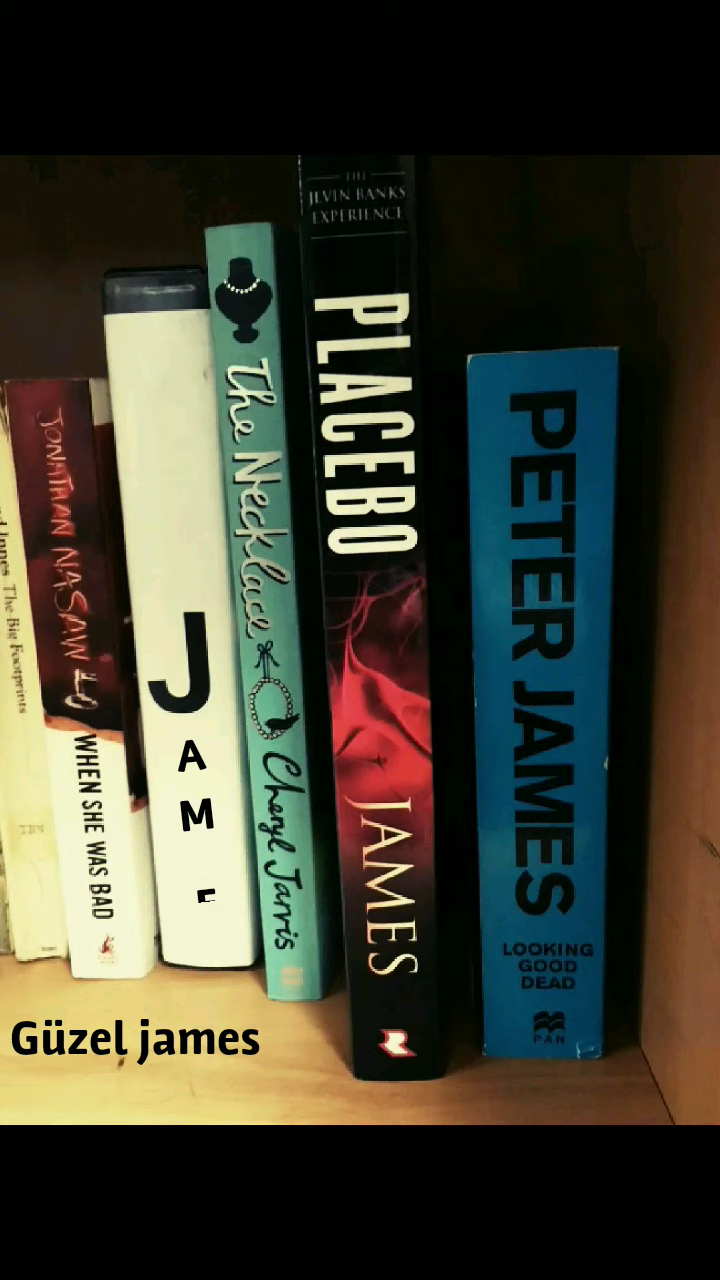 The Big Footprints
JONATHAN NASAW
WHEN SHE WAS BAD
J
A
M
The Necklace
Cheryl Jarvis
THE
JEVIN BANKS
EXPERIENCE
PLACEBO
JAMES
PETER JAMES
LOOKING
GOOD
DEAD
PAN
Güzel james